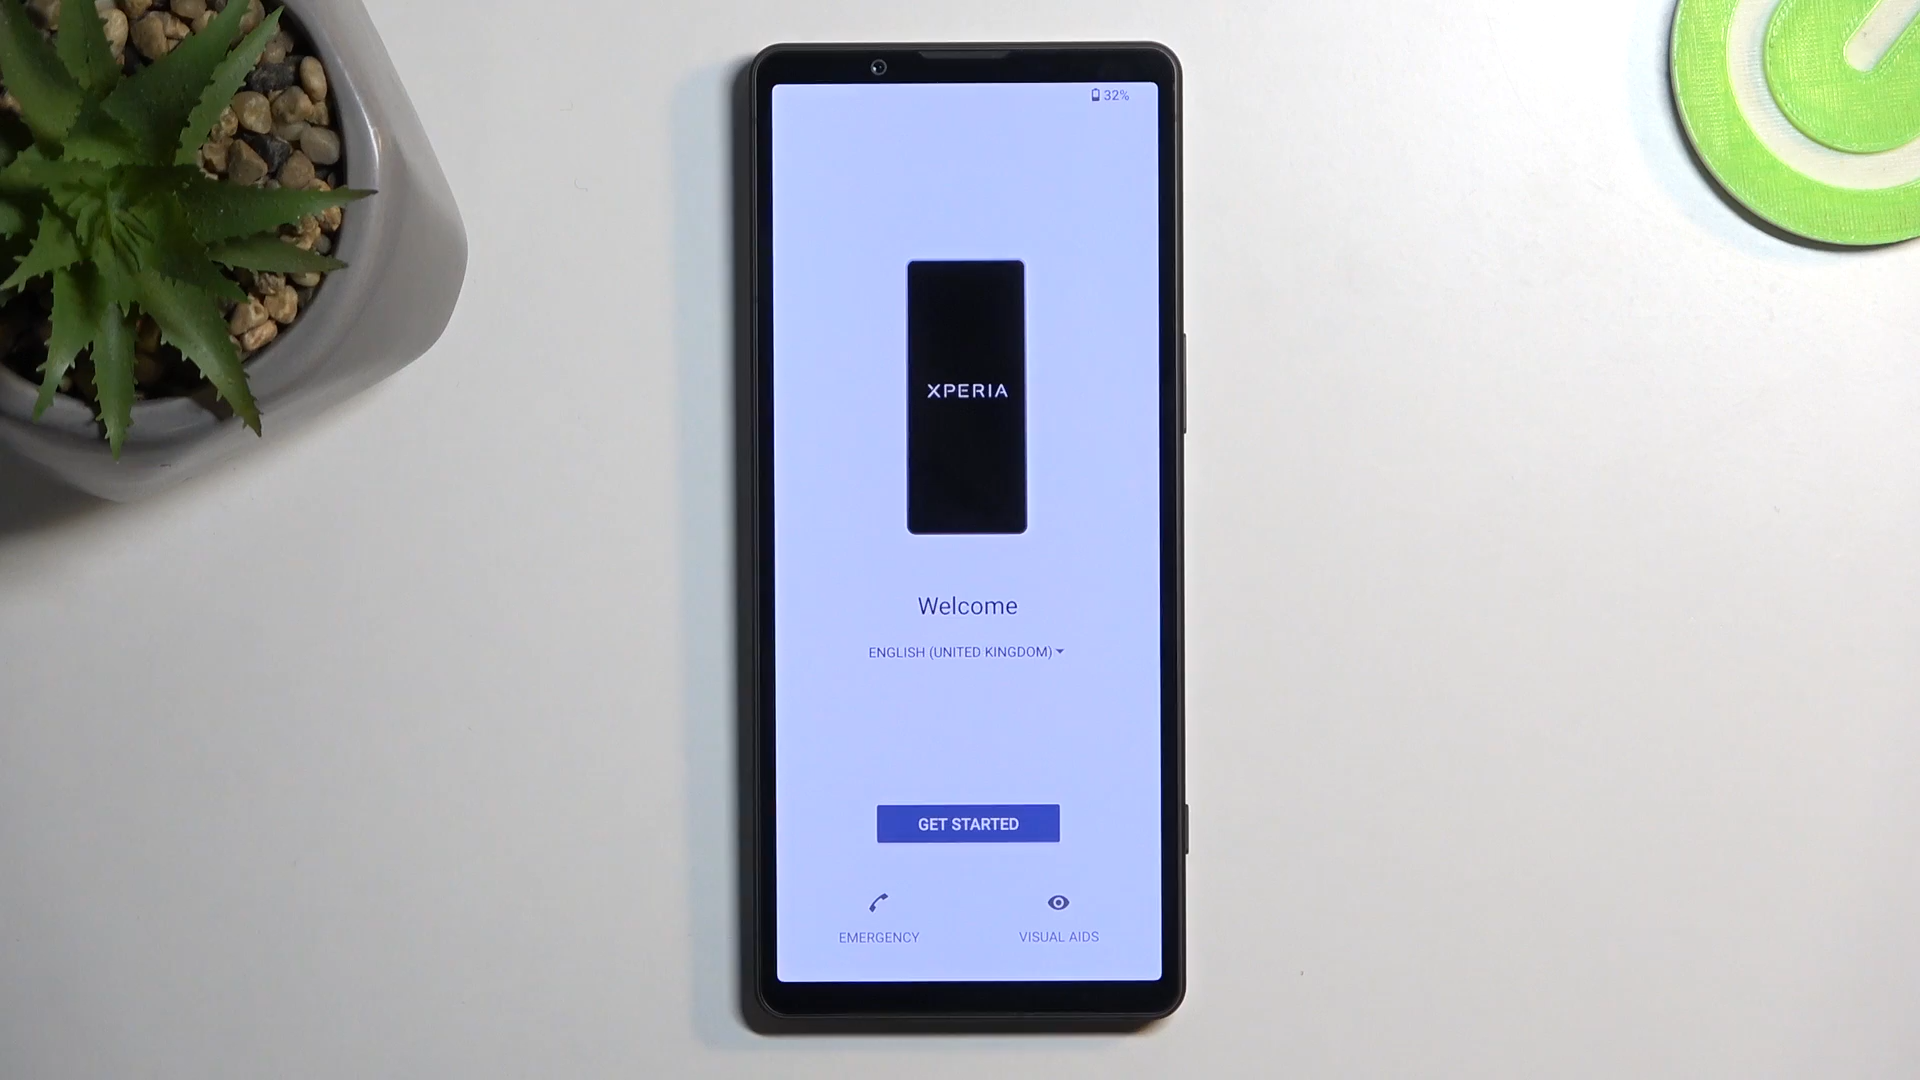 32%
XPERIA
Welcome
ENGLISH (UNITED KINGDOM)
GET STARTED
EMERGENCY
VISUAL AIDS